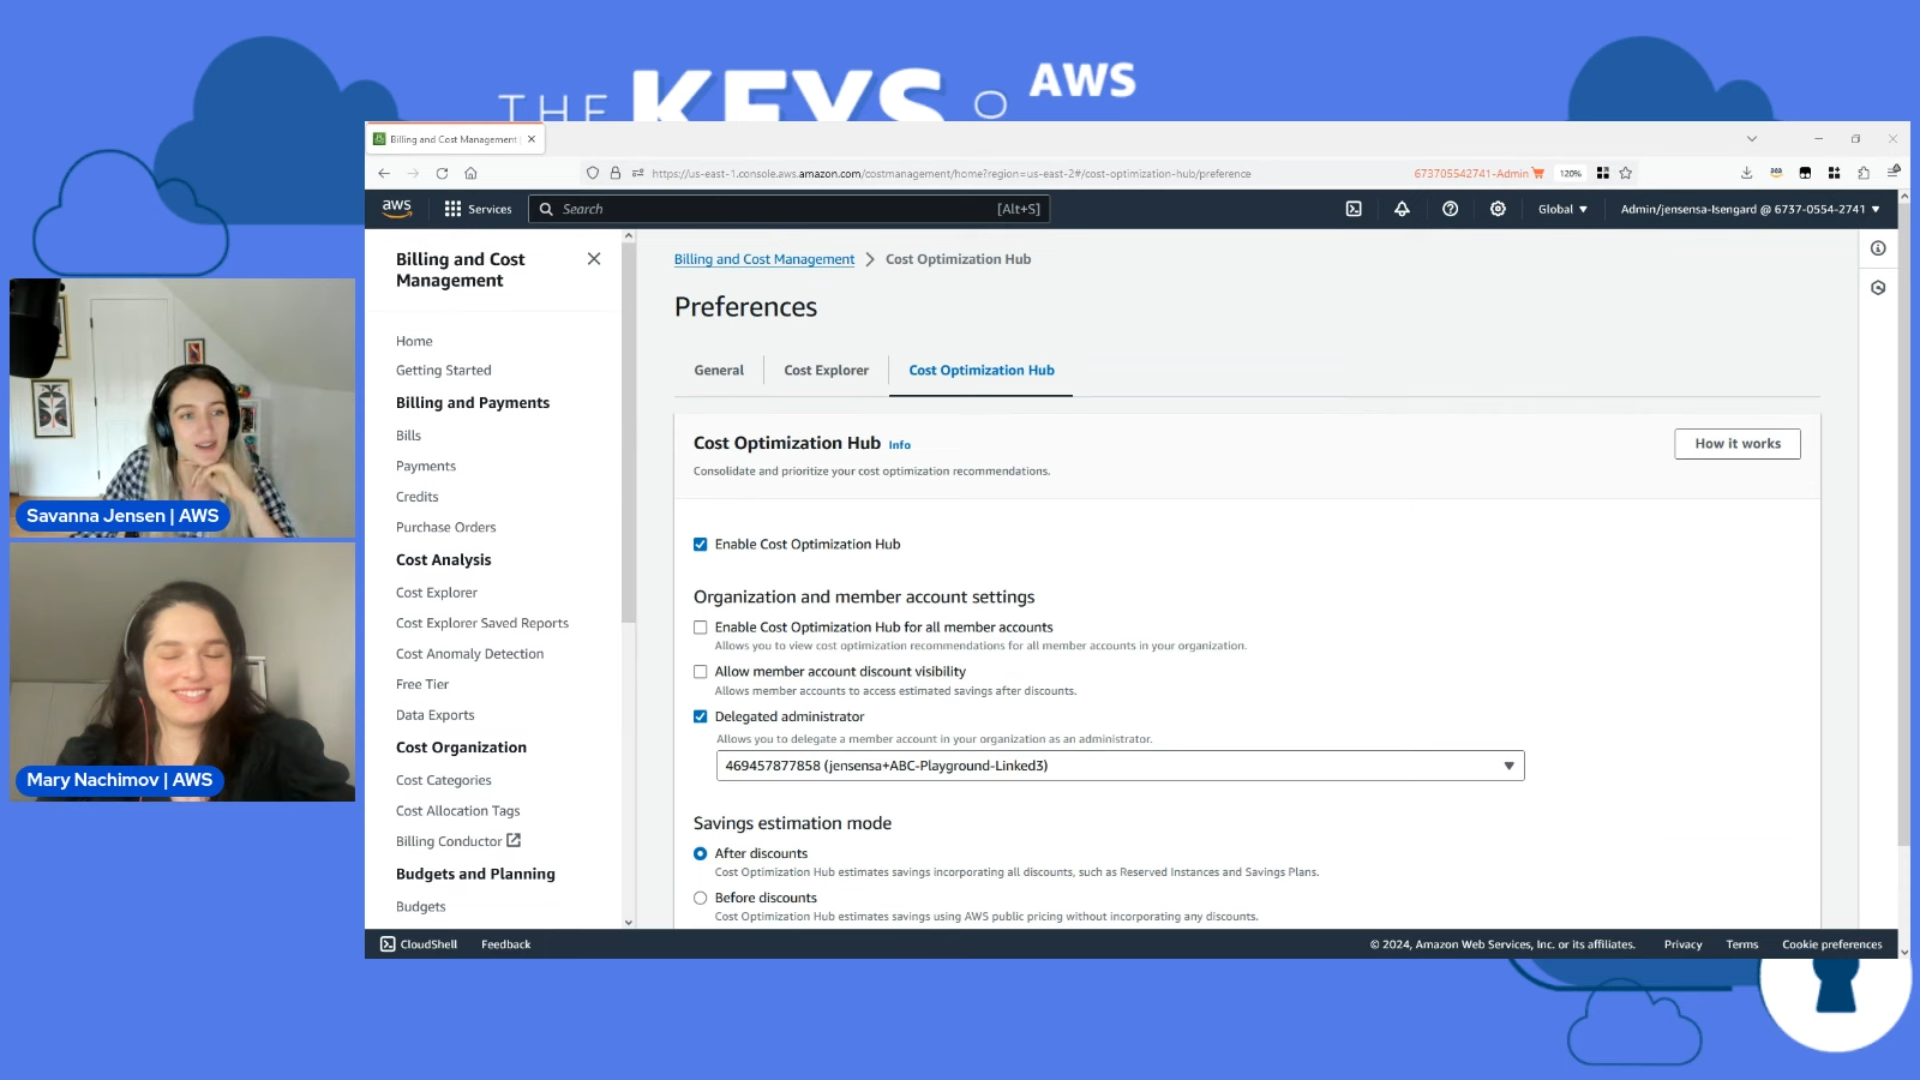 THE KEYS O AWS
Billing and Cost Management
https://us-east-1.console.aws.amazon.com/costmanagement/home?region=us-east-2#/cost-optimization-hub/preference
673705542741-Admin
120%
aws
Services
Search
[Alt+S]
Global
Admin/jensensa-Isengard @ 6737-0554-2741
Billing and Cost
Management
Home
Getting Started
Billing and Payments
Bills
Payments
Credits
Purchase Orders
Cost Analysis
Cost Explorer
Cost Explorer Saved Reports
Cost Anomaly Detection
Free Tier
Data Exports
Cost Organization
Cost Categories
Cost Allocation Tags
Billing Conductor
Budgets and Planning
Budgets
Billing and Cost Management > Cost Optimization Hub
Preferences
General
Cost Explorer
Cost Optimization Hub
Cost Optimization Hub Info
How it works
Consolidate and prioritize your cost optimization recommendations.
Enable Cost Optimization Hub
Organization and member account settings
Enable Cost Optimization Hub for all member accounts
Allows you to view cost optimization recommendations for all member accounts in your organization.
Allow member account discount visibility
Allows member accounts to access estimated savings after discounts.
Delegated administrator
Allows you to delegate a member account in your organization as an administrator.
469457877858 (jensensa+ABC-Playground-Linked3)
Savings estimation mode
After discounts
Cost Optimization Hub estimates savings incorporating all discounts, such as Reserved Instances and Savings Plans.
Before discounts
Cost Optimization Hub estimates savings using AWS public pricing without incorporating any discounts.
CloudShell
Feedback
© 2024, Amazon Web Services, Inc. or its affiliates.
Privacy
Terms
Cookie preferences
Savanna Jensen | AWS
Mary Nachimov | AWS